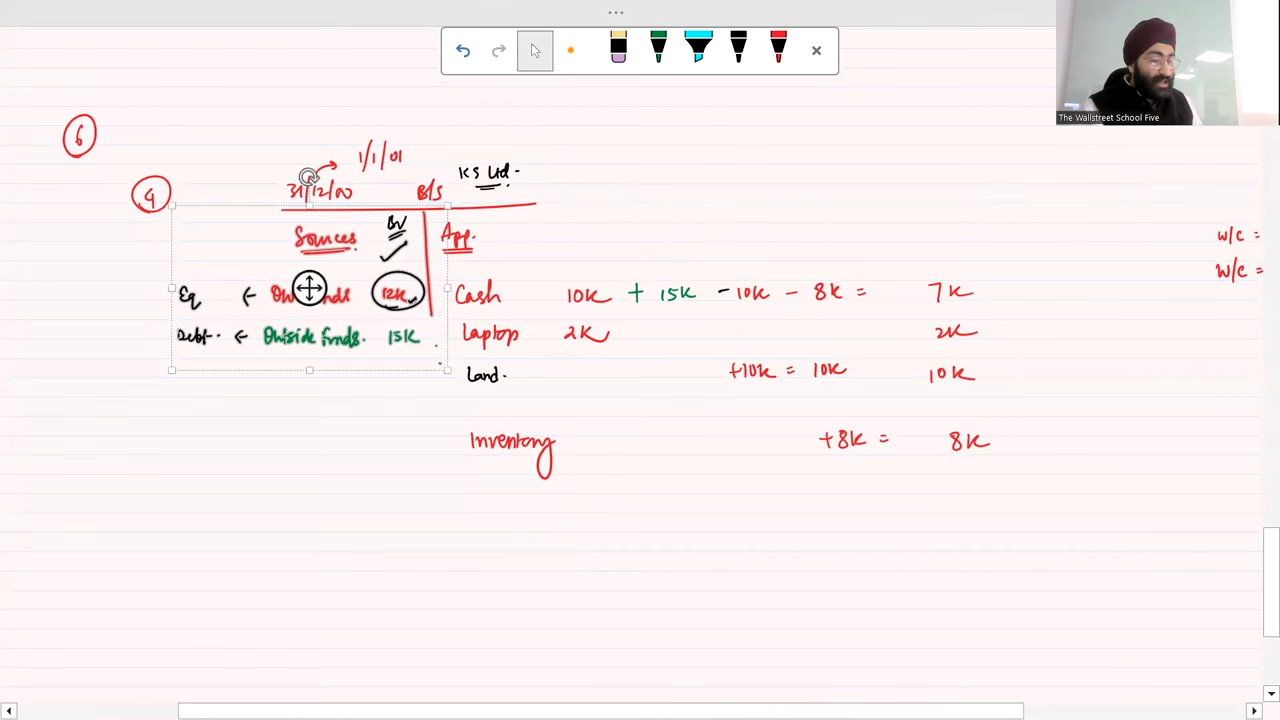 The Wallstreet School Five
6
1/1/01
KS Ltd.
4
31/12/00 B/S
W/C =
Sources BV App.
W/C =
Eq ← 12K Cash 10K + 15K - 10K - 8K = 7K
Debt. ← Outside funds. 15K Laptop 2K 2K
Land. +10K = 10K 10K
Inventory +8K = 8K